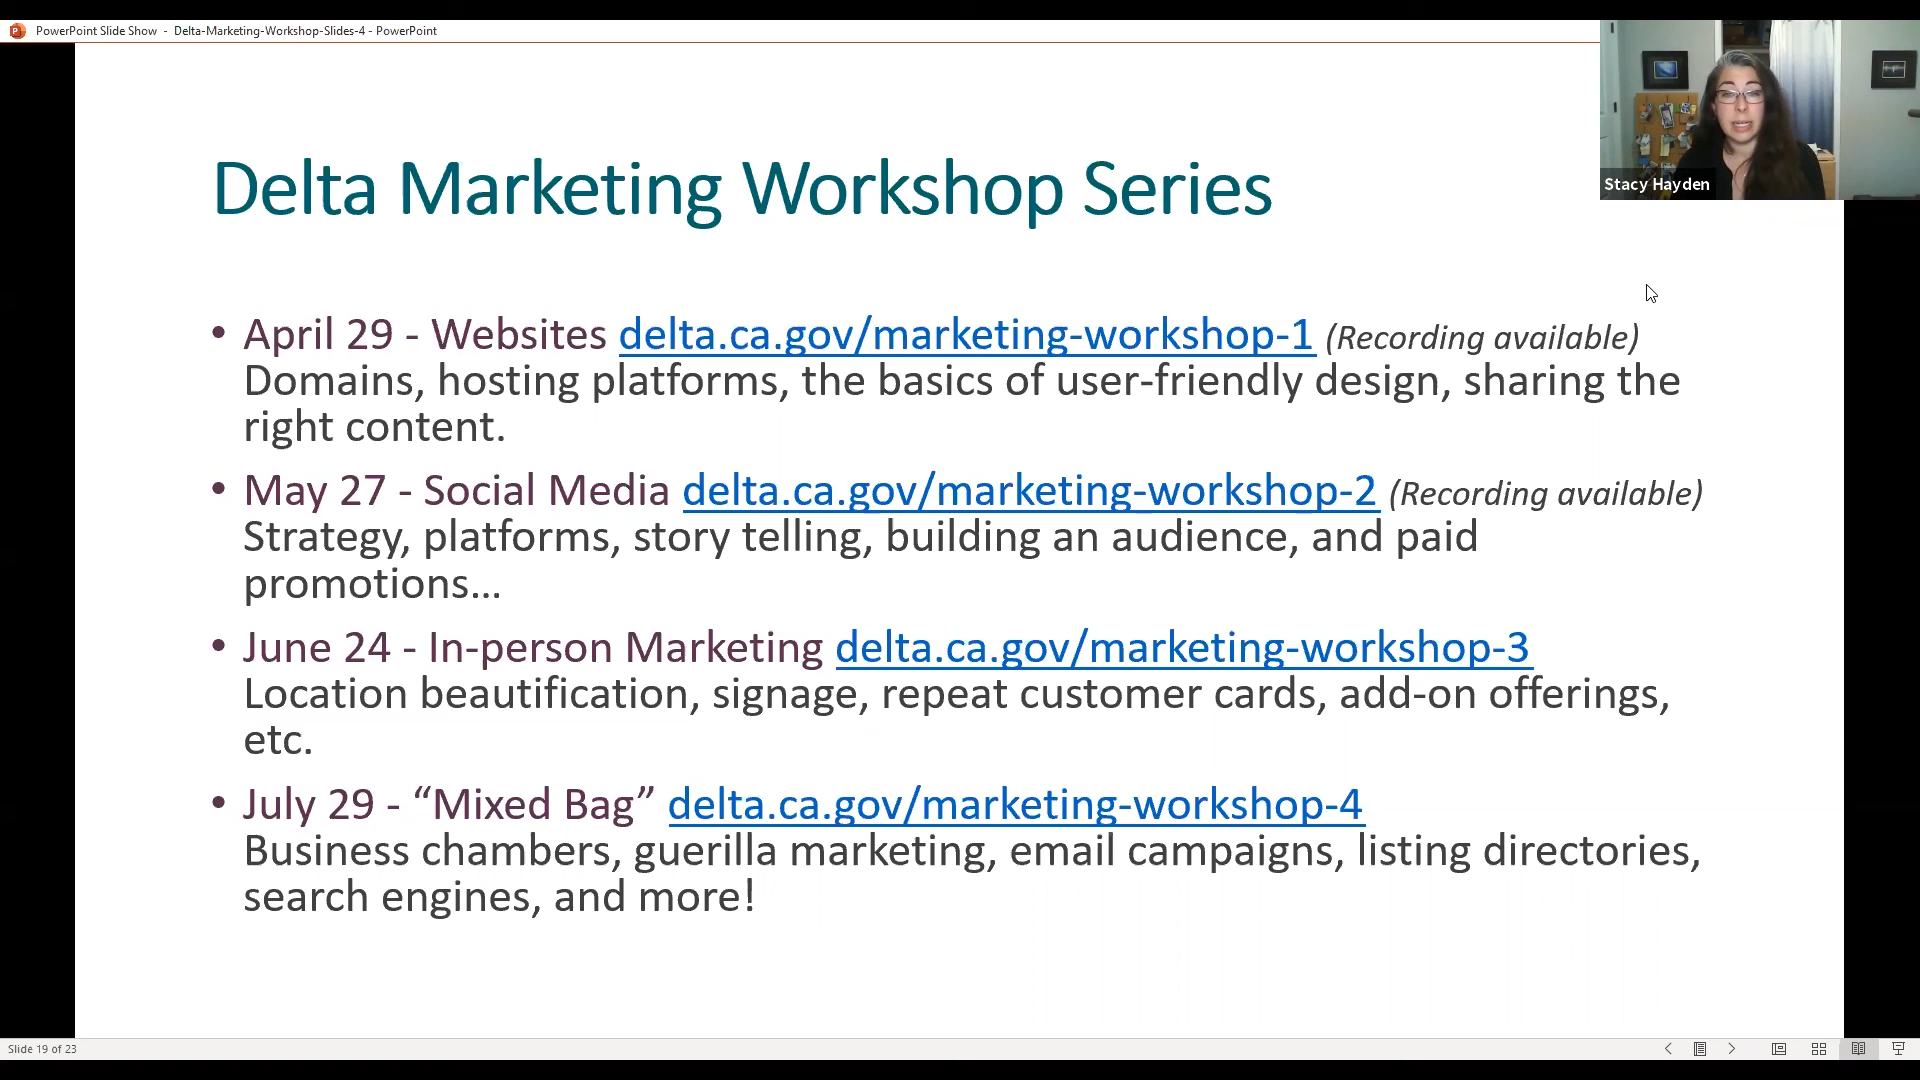 PowerPoint Slide Show - Delta-Marketing-Workshop-Slides-4 - PowerPoint
Stacy Hayden
Delta Marketing Workshop Series
• April 29 - Websites delta.ca.gov/marketing-workshop-1 (Recording available)
Domains, hosting platforms, the basics of user-friendly design, sharing the
right content.
• May 27 - Social Media delta.ca.gov/marketing-workshop-2 (Recording available)
Strategy, platforms, story telling, building an audience, and paid
promotions…
• June 24 - In-person Marketing delta.ca.gov/marketing-workshop-3
Location beautification, signage, repeat customer cards, add-on offerings,
etc.
• July 29 - “Mixed Bag” delta.ca.gov/marketing-workshop-4
Business chambers, guerilla marketing, email campaigns, listing directories,
search engines, and more!
Slide 19 of 23